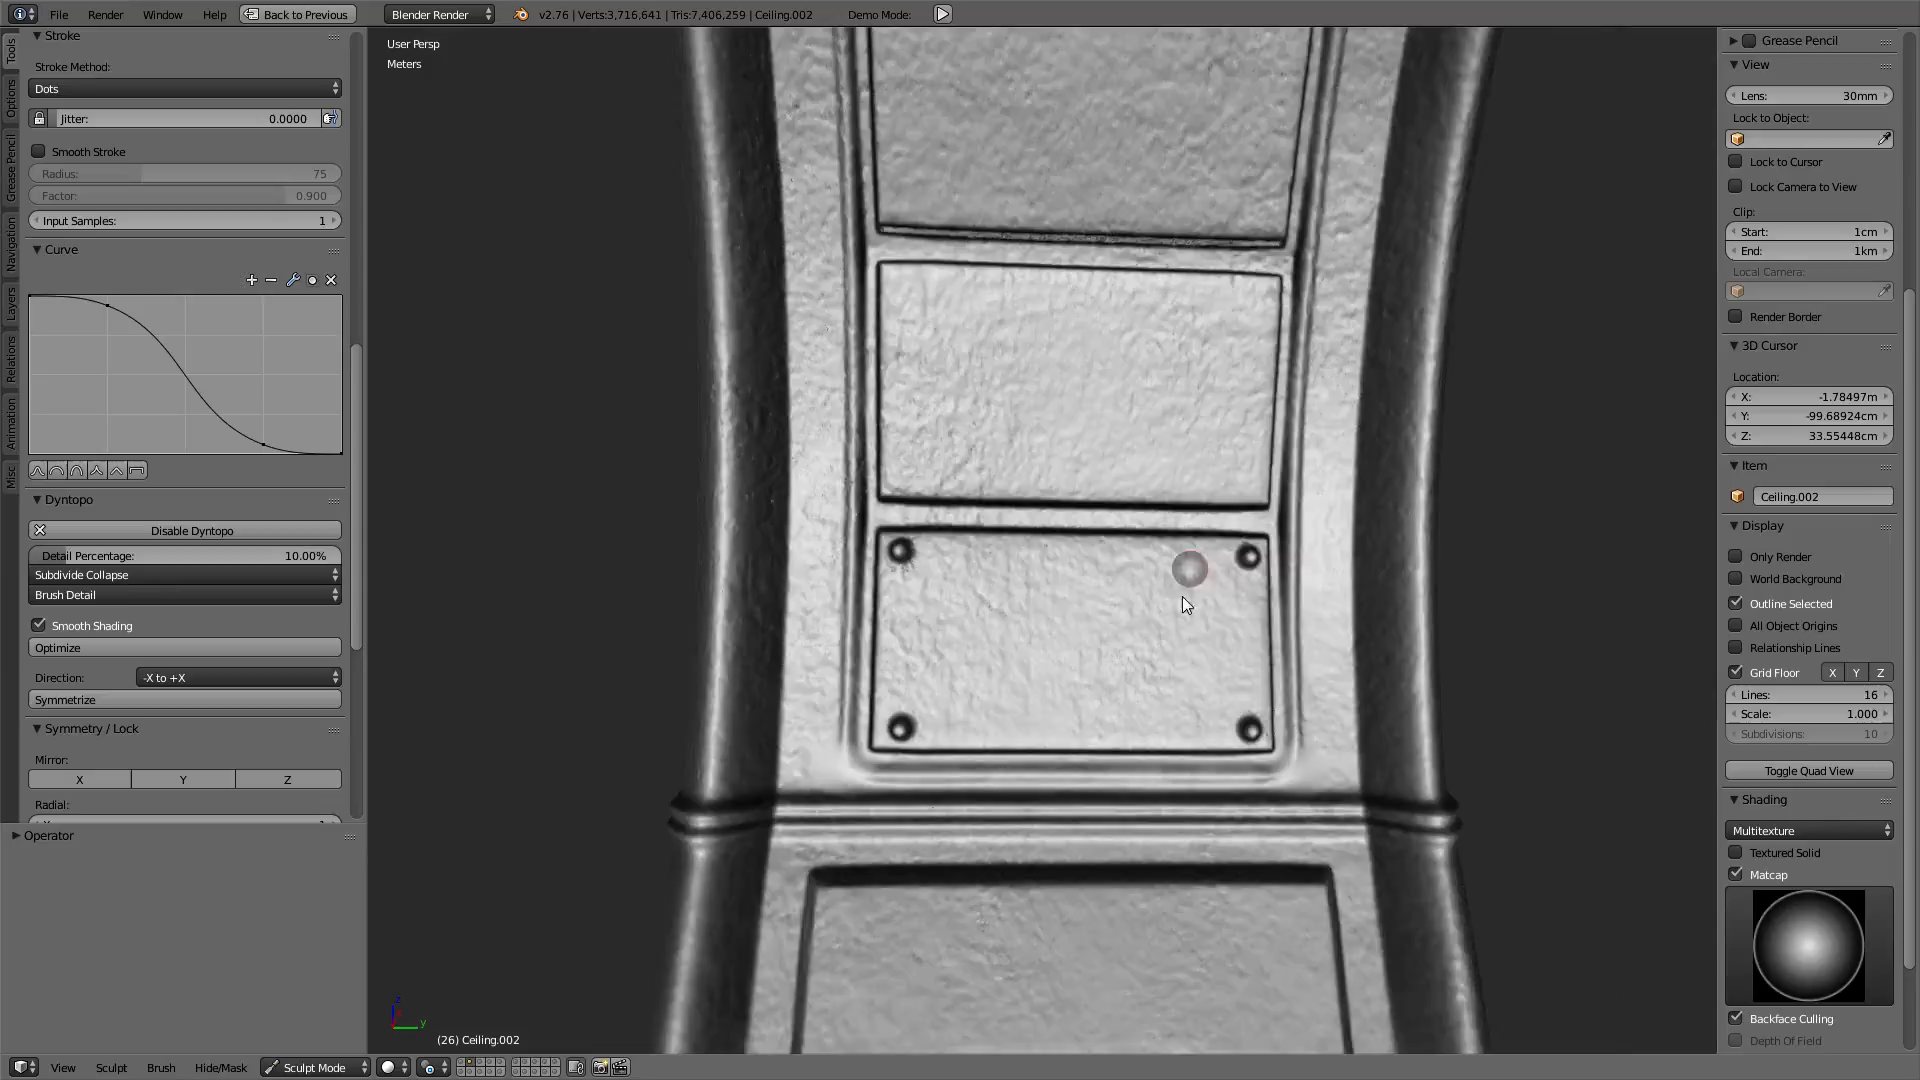 File Render Window Help Back to Previous Blender Render v2.76 | Verts:3,716,641 | Tris:7,406,259 | Ceiling.002 Demo Mode:
Tools
Options
Grease Pencil
Navigation
Layers
Relations
Animation
Misc
Stroke
Stroke Method:
Dots
Jitter: 0.0000
Smooth Stroke
Radius: 75
Factor: 0.900
Input Samples: 1
Curve
Dyntopo
Disable Dyntopo
Detail Percentage: 10.00%
Subdivide Collapse
Brush Detail
Smooth Shading
Optimize
Direction: -X to +X
Symmetrize
Symmetry / Lock
Mirror:
X Y Z
Radial:
Operator
User Persp
Meters
z
y
(26) Ceiling.002
Grease Pencil
View
Lens: 30mm
Lock to Object:
Lock to Cursor
Lock Camera to View
Clip:
Start: 1cm
End: 1km
Local Camera:
Render Border
3D Cursor
Location:
X: -1.78497m
Y: -99.68924cm
Z: 33.55448cm
Item
Ceiling.002
Display
Only Render
World Background
Outline Selected
All Object Origins
Relationship Lines
Grid Floor X Y Z
Lines: 16
Scale: 1.000
Subdivisions: 10
Toggle Quad View
Shading
Multitexture
Textured Solid
Matcap
Backface Culling
Depth Of Field
View Sculpt Brush Hide/Mask Sculpt Mode